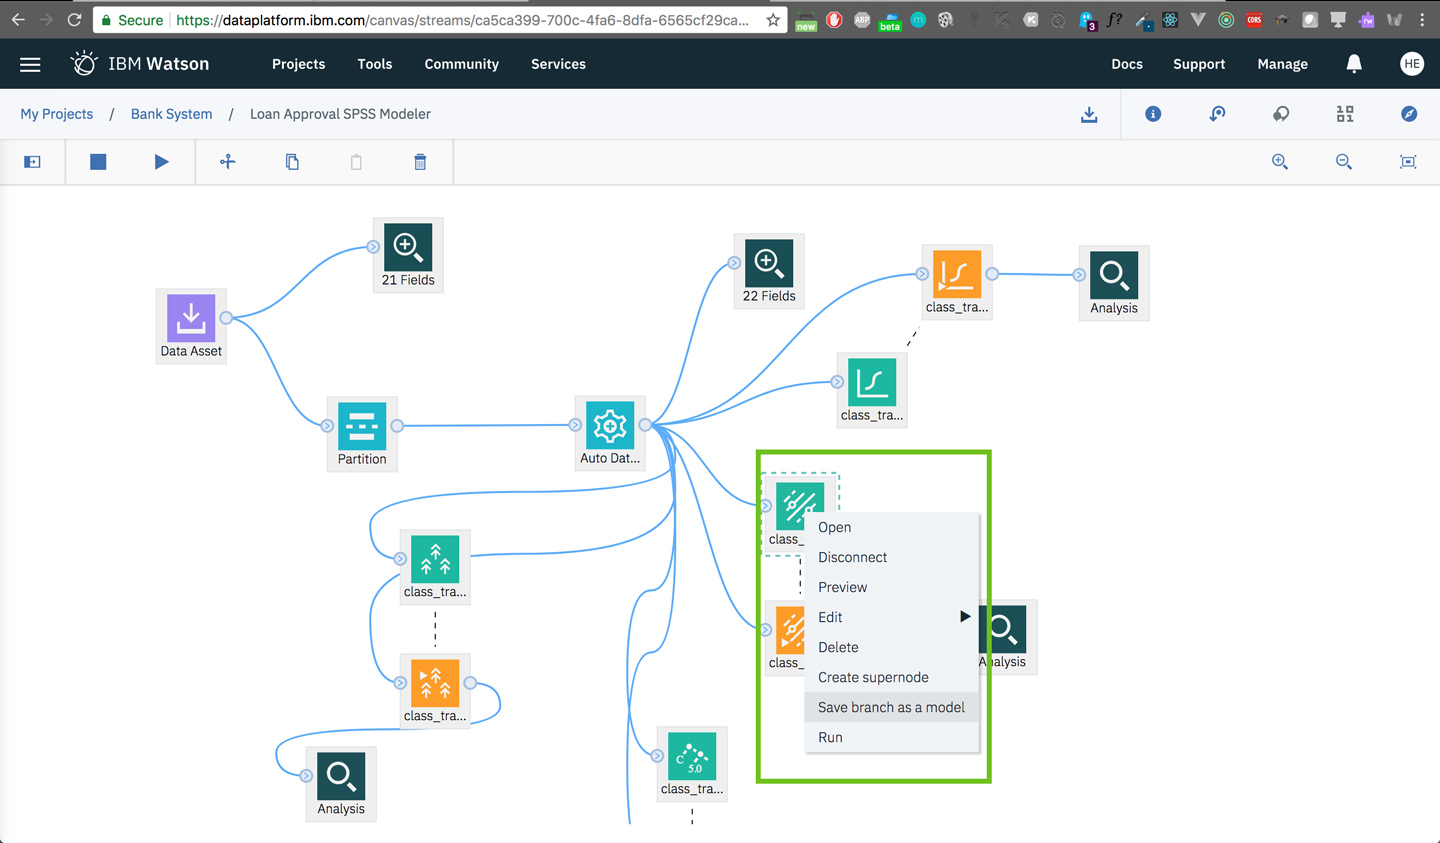 Secure
https://dataplatform.ibm.com/canvas/streams/ca5ca399-700c-4fa6-8dfa-6565cf29ca...
new
ABP
beta
m
K
3
f?
CORS
rw
IBM Watson
Projects
Tools
Community
Services
Docs
Support
Manage
HE
My Projects / Bank System / Loan Approval SPSS Modeler
21 Fields
22 Fields
class_tra...
Analysis
Data Asset
class_tra...
Partition
Auto Dat...
class_
Open
Disconnect
Preview
Edit
Delete
Create supernode
Save branch as a model
Run
class_tra...
class_
Analysis
class_tra...
C 5.0
class_tra...
Analysis